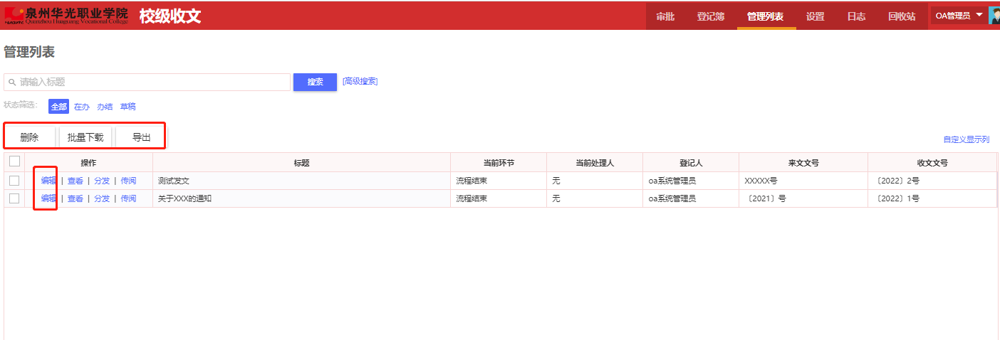 泉州华光职业学院 校级收文 审批 登记簿 管理列表 设置 日志 回收站 OA管理员
Quanzhou Huaguang Vocational College
管理列表
请输入标题 搜索 [高级搜索]
状态筛选： 全部 在办 办结 草稿
删除 批量下载 导出 自定义显示列
操作 标题 当前环节 当前处理人 登记人 来文文号 收文文号
编辑 | 查看 | 分发 | 传阅 测试发文 流程结束 无 oa系统管理员 XXXXX号 〔2022〕2号
编辑 | 查看 | 分发 | 传阅 关于XXX的通知 流程结束 无 oa系统管理员 〔2021〕号 〔2022〕1号